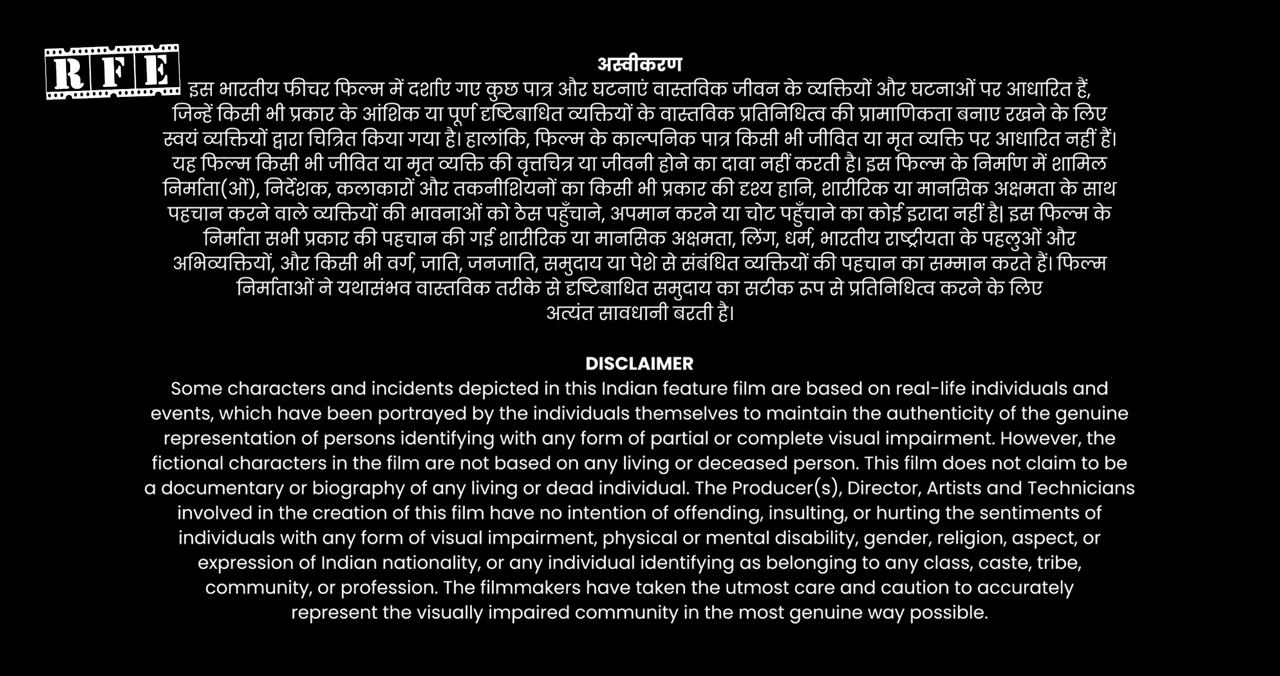 RFE
अस्वीकरण
इस भारतीय फीचर फिल्म में दर्शाए गए कुछ पात्र और घटनाएं वास्तविक जीवन के व्यक्तियों और घटनाओं पर आधारित हैं,
जिन्हें किसी भी प्रकार के आंशिक या पूर्ण दृष्टिबाधित व्यक्तियों के वास्तविक प्रतिनिधित्व की प्रामाणिकता बनाए रखने के लिए
स्वयं व्यक्तियों द्वारा चित्रित किया गया है। हालांकि, फिल्म के काल्पनिक पात्र किसी भी जीवित या मृत व्यक्ति पर आधारित नहीं हैं।
यह फिल्म किसी भी जीवित या मृत व्यक्ति की वृत्तचित्र या जीवनी होने का दावा नहीं करती है। इस फिल्म के निर्माण में शामिल
निर्माता(ओं), निर्देशक, कलाकारों और तकनीशियनों का किसी भी प्रकार की दृश्य हानि, शारीरिक या मानसिक अक्षमता के साथ
पहचान करने वाले व्यक्तियों की भावनाओं को ठेस पहुँचाने, अपमान करने या चोट पहुँचाने का कोई इरादा नहीं है| इस फिल्म के
निर्माता सभी प्रकार की पहचान की गई शारीरिक या मानसिक अक्षमता, लिंग, धर्म, भारतीय राष्ट्रीयता के पहलुओं और
अभिव्यक्तियों, और किसी भी वर्ग, जाति, जनजाति, समुदाय या पेशे से संबंधित व्यक्तियों की पहचान का सम्मान करते हैं। फिल्म
निर्माताओं ने यथासंभव वास्तविक तरीके से दृष्टिबाधित समुदाय का सटीक रूप से प्रतिनिधित्व करने के लिए
अत्यंत सावधानी बरती है।
DISCLAIMER
Some characters and incidents depicted in this Indian feature film are based on real-life individuals and
events, which have been portrayed by the individuals themselves to maintain the authenticity of the genuine
representation of persons identifying with any form of partial or complete visual impairment. However, the
fictional characters in the film are not based on any living or deceased person. This film does not claim to be
a documentary or biography of any living or dead individual. The Producer(s), Director, Artists and Technicians
involved in the creation of this film have no intention of offending, insulting, or hurting the sentiments of
individuals with any form of visual impairment, physical or mental disability, gender, religion, aspect, or
expression of Indian nationality, or any individual identifying as belonging to any class, caste, tribe,
community, or profession. The filmmakers have taken the utmost care and caution to accurately
represent the visually impaired community in the most genuine way possible.